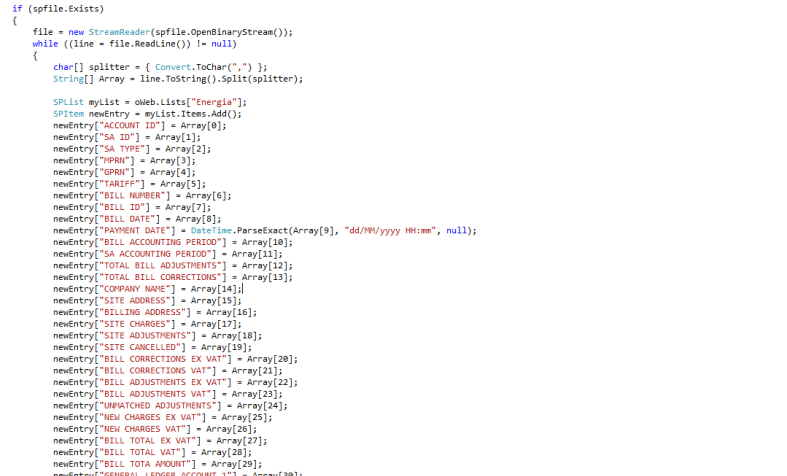 if (spfile.Exists)
{
file = new StreamReader(spfile.OpenBinaryStream());
while ((line = file.ReadLine()) != null)
{
char[] splitter = { Convert.ToChar(",") };
String[] Array = line.ToString().Split(splitter);
SPList myList = oWeb.Lists["Energia"];
SPItem newEntry = myList.Items.Add();
newEntry["ACCOUNT ID"] = Array[0];
newEntry["SA ID"] = Array[1];
newEntry["SA TYPE"] = Array[2];
newEntry["MPRN"] = Array[3];
newEntry["GPRN"] = Array[4];
newEntry["TARIFF"] = Array[5];
newEntry["BILL NUMBER"] = Array[6];
newEntry["BILL ID"] = Array[7];
newEntry["BILL DATE"] = Array[8];
newEntry["PAYMENT DATE"] = DateTime.ParseExact(Array[9], "dd/MM/yyyy HH:mm", null);
newEntry["BILL ACCOUNTING PERIOD"] = Array[10];
newEntry["SA ACCOUNTING PERIOD"] = Array[11];
newEntry["TOTAL BILL ADJUSTMENTS"] = Array[12];
newEntry["TOTAL BILL CORRECTIONS"] = Array[13];
newEntry["COMPANY NAME"] = Array[14];
newEntry["SITE ADDRESS"] = Array[15];
newEntry["BILLING ADDRESS"] = Array[16];
newEntry["SITE CHARGES"] = Array[17];
newEntry["SITE ADJUSTMENTS"] = Array[18];
newEntry["SITE CANCELLED"] = Array[19];
newEntry["BILL CORRECTIONS EX VAT"] = Array[20];
newEntry["BILL CORRECTIONS VAT"] = Array[21];
newEntry["BILL ADJUSTMENTS EX VAT"] = Array[22];
newEntry["BILL ADJUSTMENTS VAT"] = Array[23];
newEntry["UNMATCHED ADJUSTMENTS"] = Array[24];
newEntry["NEW CHARGES EX VAT"] = Array[25];
newEntry["NEW CHARGES VAT"] = Array[26];
newEntry["BILL TOTAL EX VAT"] = Array[27];
newEntry["BILL TOTAL VAT"] = Array[28];
newEntry["BILL TOTA AMOUNT"] = Array[29];
newEntry["GENERAL LEDGER ACCOUNT 1"] = Array[30];